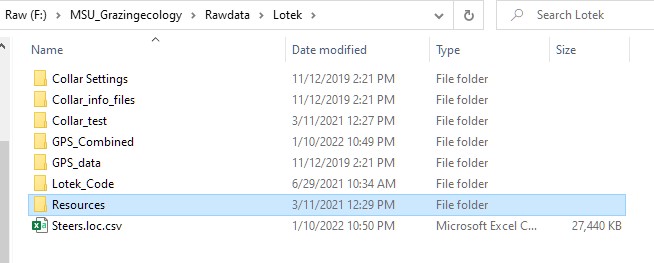 Raw (F:) > MSU_Grazingecology > Rawdata > Lotek > Search Lotek
Name Date modified Type Size
Collar Settings 11/12/2019 2:21 PM File folder
Collar_info_files 11/12/2019 2:21 PM File folder
Collar_test 3/11/2021 12:27 PM File folder
GPS_Combined 1/10/2022 10:49 PM File folder
GPS_data 11/12/2019 2:21 PM File folder
Lotek_Code 6/29/2021 10:34 AM File folder
Resources 3/11/2021 12:29 PM File folder
Steers.loc.csv 1/10/2022 10:50 PM Microsoft Excel C... 27,440 KB